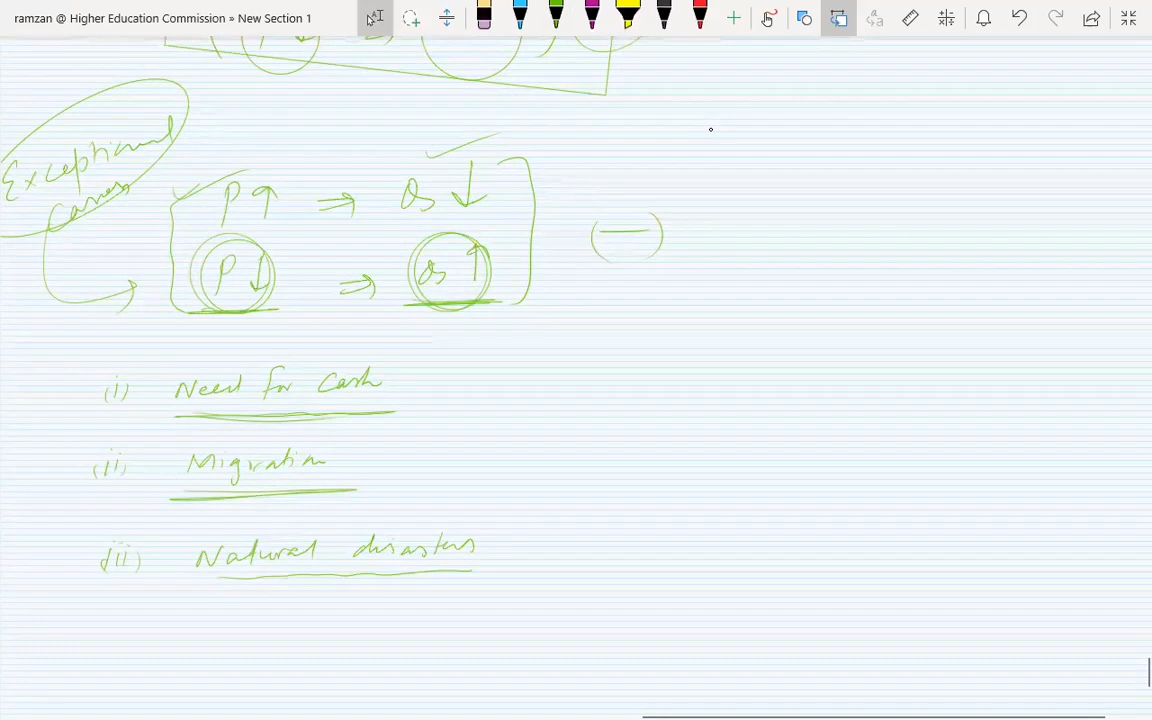 ramzan @ Higher Education Commission » New Section 1
Exceptional
Cases
P ↑ ⇒ Qs ↓
P ↓ ⇒ Qs ↑
(—)
(i) Need for Cash
(ii) Migration
(iii) Natural disasters